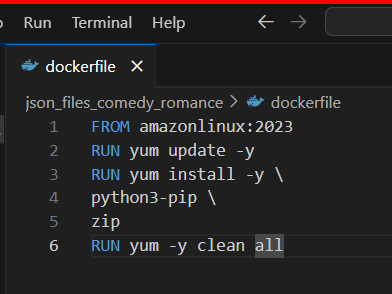 Run Terminal Help
dockerfile
json_files_comedy_romance > dockerfile
1 FROM amazonlinux:2023
2 RUN yum update -y
3 RUN yum install -y \
4 python3-pip \
5 zip
6 RUN yum -y clean all